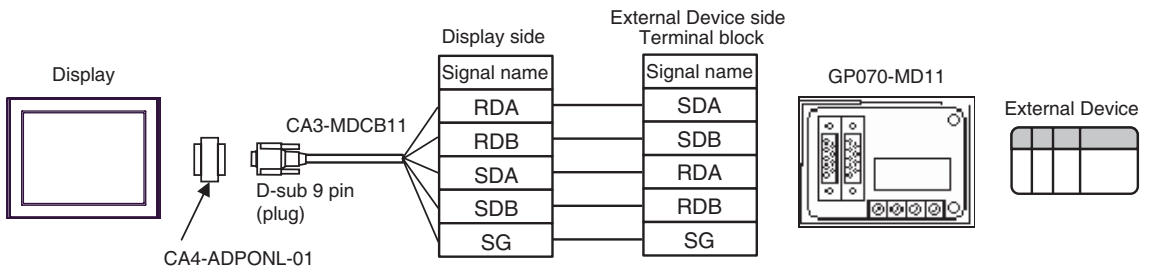 Display
CA4-ADPONL-01
D-sub 9 pin
(plug)
CA3-MDCB11
Display side
Signal name
RDA
RDB
SDA
SDB
SG
External Device side
Terminal block
Signal name
SDA
SDB
RDA
RDB
SG
GP070-MD11
External Device